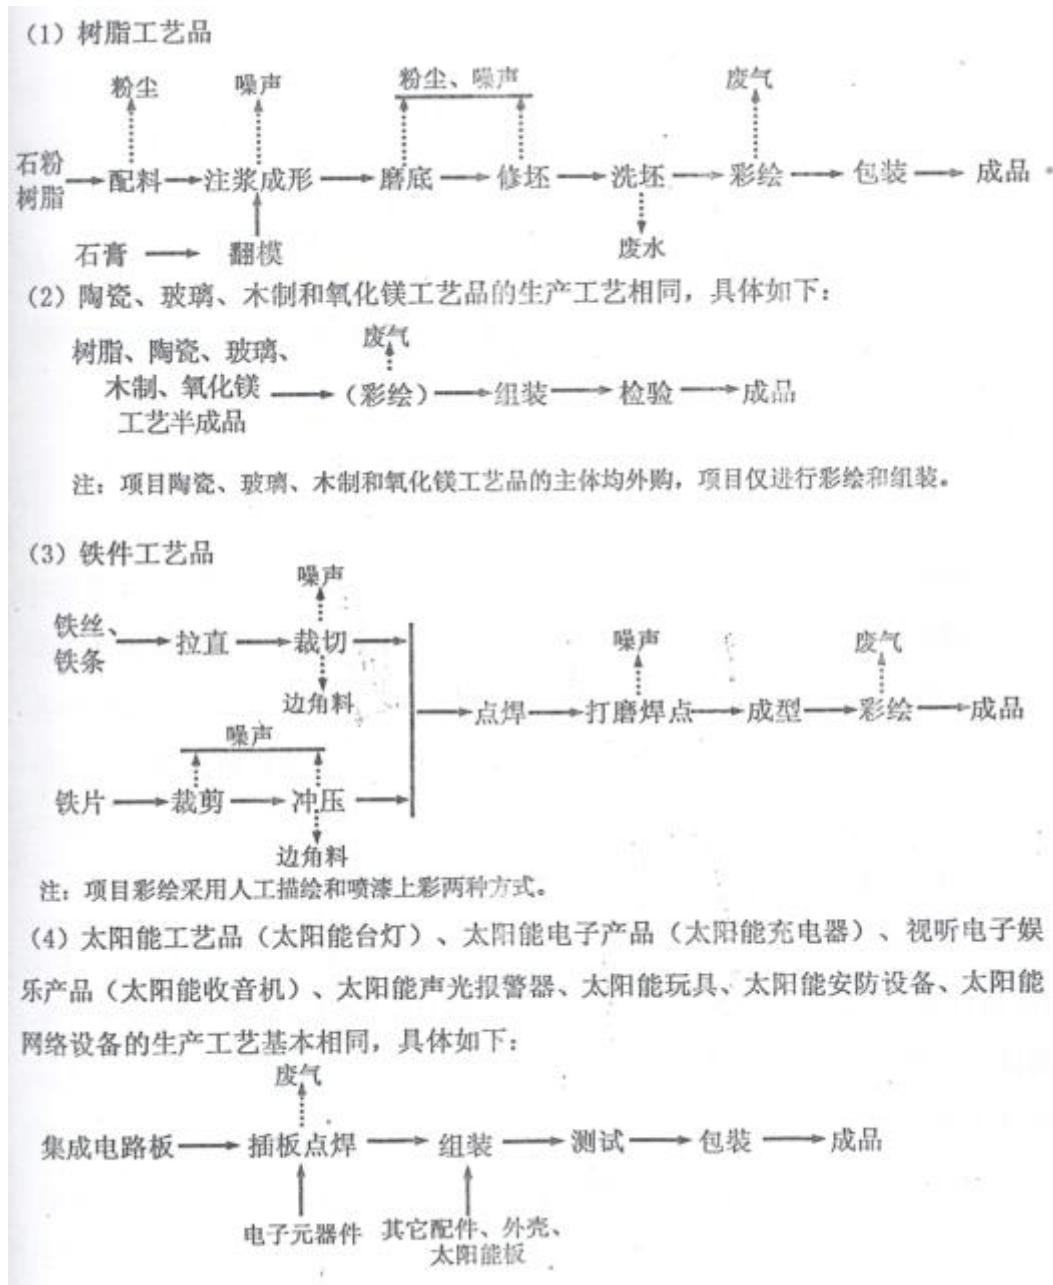 (1) 树脂工艺品
粉尘 噪声 粉尘、噪声 废气
石粉
树脂
配料 注浆成形 磨底 修坯 洗坯 彩绘 包装 成品
石膏 翻模 废水
(2) 陶瓷、玻璃、木制和氧化镁工艺品的生产工艺相同，具体如下：
废气
树脂、陶瓷、玻璃、
木制、氧化镁 (彩绘) 组装 检验 成品
工艺半成品
注：项目陶瓷、玻璃、木制和氧化镁工艺品的主体均外购，项目仅进行彩绘和组装。
(3) 铁件工艺品
噪声
铁丝、
铁条
拉直 裁切 噪声 废气
边角料 点焊 打磨焊点 成型 彩绘 成品
噪声
铁片 裁剪 冲压
边角料
注：项目彩绘采用人工描绘和喷漆上彩两种方式。
(4) 太阳能工艺品（太阳能台灯）、太阳能电子产品（太阳能充电器）、视听电子娱
乐产品（太阳能收音机）、太阳能声光报警器、太阳能玩具、太阳能安防设备、太阳能
网络设备的生产工艺基本相同，具体如下：
废气
集成电路板 插板点焊 组装 测试 包装 成品
电子元器件 其它配件、外壳、
太阳能板